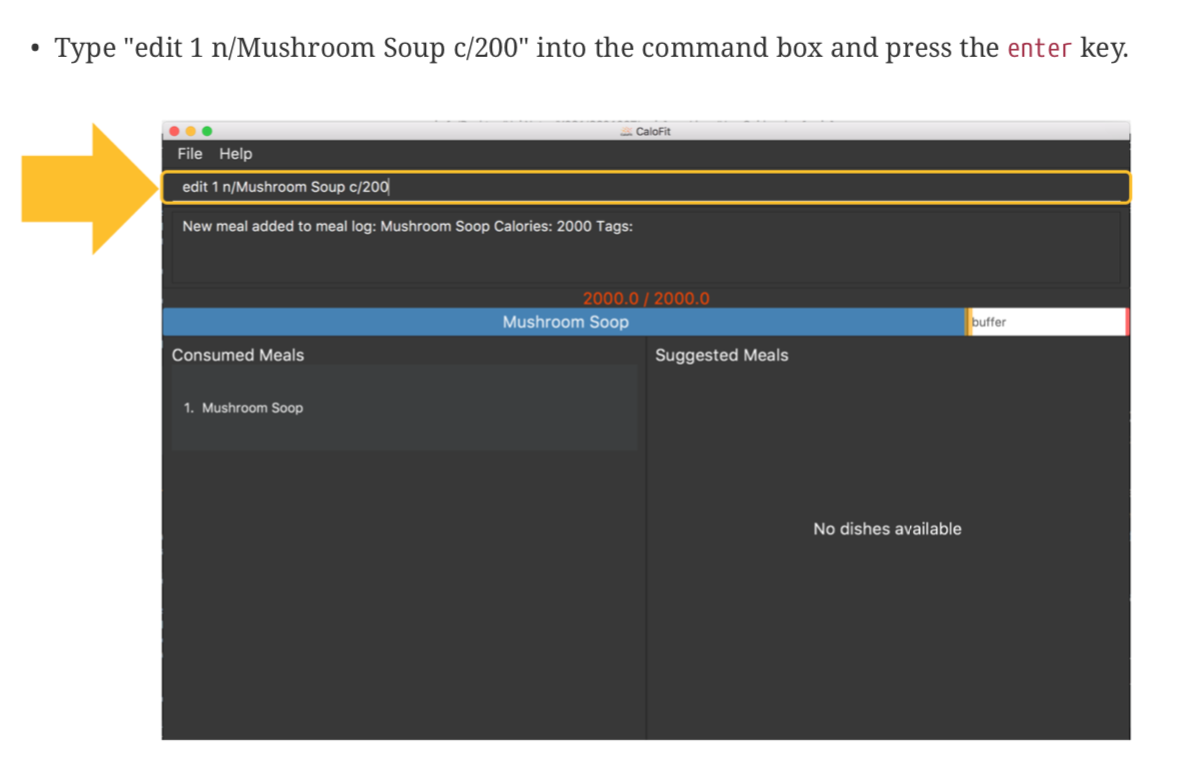 • Type "edit 1 n/Mushroom Soup c/200" into the command box and press the enter key.
CaloFit
File Help
edit 1 n/Mushroom Soup c/200
New meal added to meal log: Mushroom Soop Calories: 2000 Tags:
2000.0 / 2000.0
Mushroom Soop
buffer
Consumed Meals
Suggested Meals
1. Mushroom Soop
No dishes available